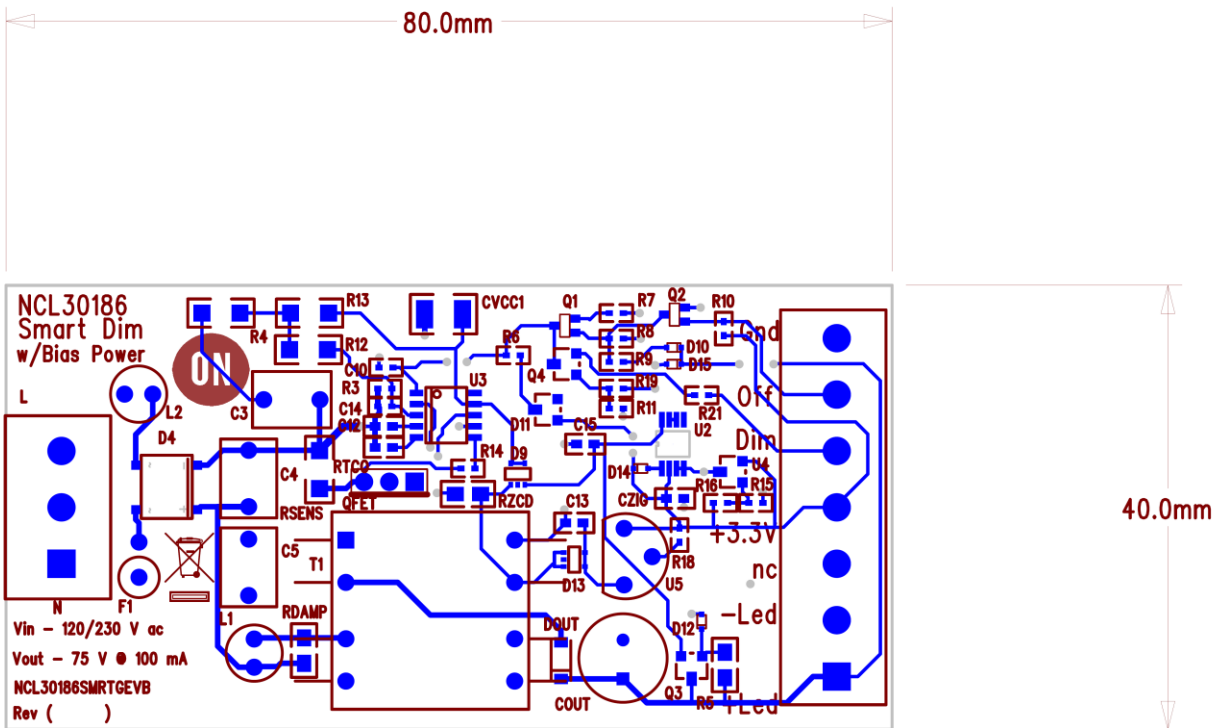 80.0mm
40.0mm
NCL30186
Smart Dim
w/Bias Power
ON
R4
R13
R12
CVCC1
R6
Q1
R7
Q2
R10
Gnd
R8
R9
D10
D15
L
L2
C3
C10
R3
C14
C12
U3
Q4
R19
R11
D11
R21
Off
D4
C4
RTCO
R14
D9
C15
U2
Dim
U4
D14
RSENS
QFET
RZCD
C13
CZIG
R16
R15
+3.3V
C5
T1
D13
U5
R18
nc
N
F1
L1
RDAMP
DOUT
D12
-Led
Vin - 120/230 V ac
Vout - 75 V @ 100 mA
NCL30186SMRTGEVB
COUT
Q3
R5
+Led
Rev ( )